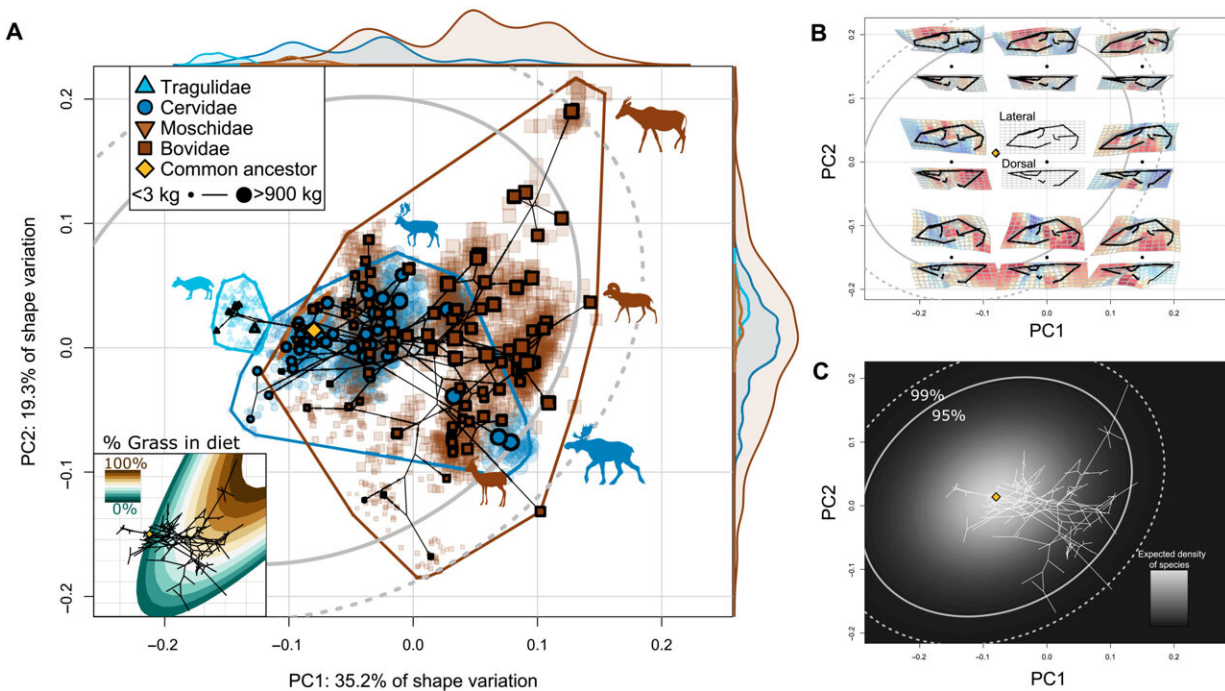 A
Tragulidae
Cervidae
Moschidae
Bovidae
Common ancestor
<3 kg >900 kg
PC2: 19.3% of shape variation
0.2
0.1
0.0
−0.1
−0.2
% Grass in diet
100%
0%
−0.2 −0.1 0.0 0.1 0.2
PC1: 35.2% of shape variation
B
PC2
0.2
0.1
0.0
-0.1
-0.2
Lateral
Dorsal
-0.2 -0.1 0.0 0.1 0.2
PC1
C
PC2
0.2
0.1
0.0
-0.1
-0.2
99%
95%
Expected density
of species
-0.2 -0.1 0.0 0.1 0.2
PC1